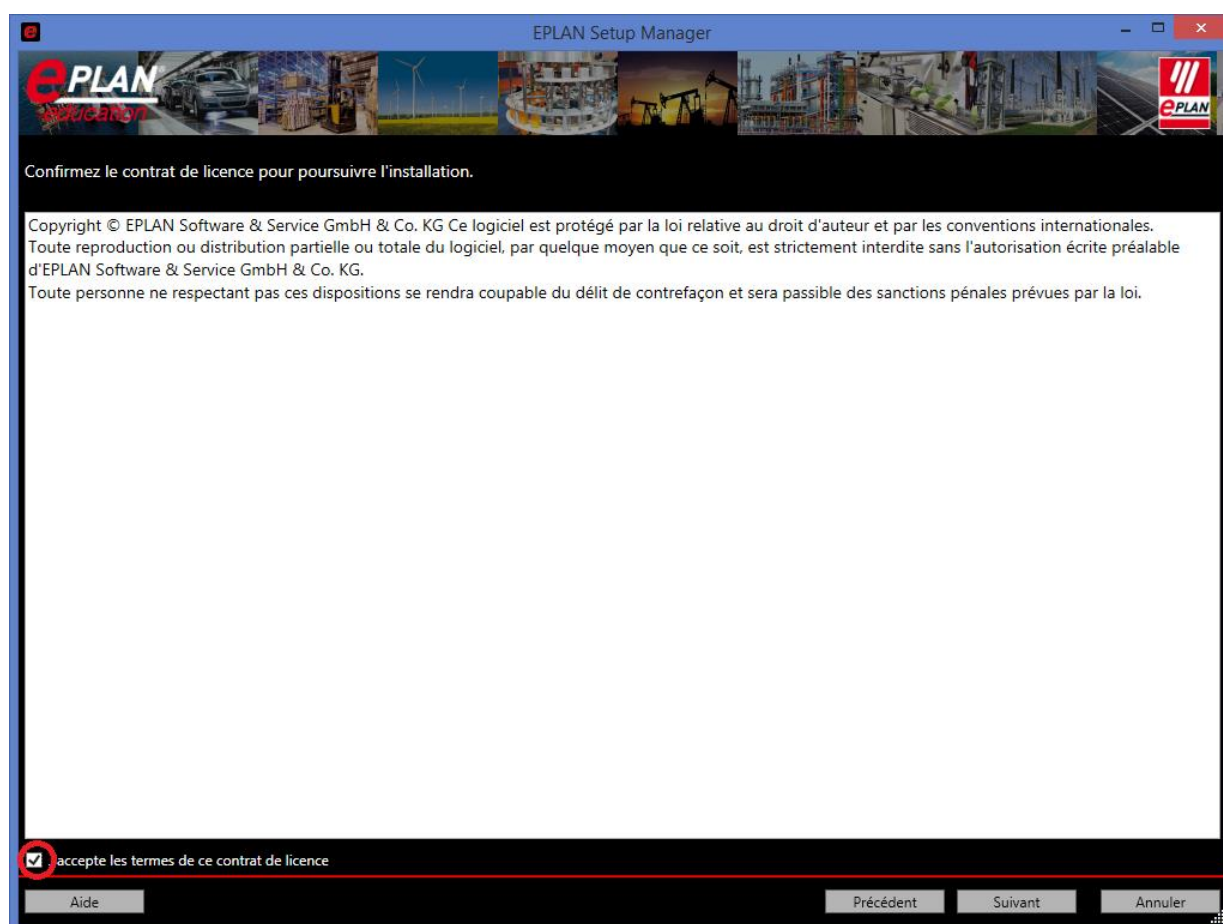 EPLAN Setup Manager
ePLAN
education
ePLAN
Confirmez le contrat de licence pour poursuivre l'installation.
Copyright © EPLAN Software & Service GmbH & Co. KG Ce logiciel est protégé par la loi relative au droit d'auteur et par les conventions internationales.
Toute reproduction ou distribution partielle ou totale du logiciel, par quelque moyen que ce soit, est strictement interdite sans l'autorisation écrite préalable
d'EPLAN Software & Service GmbH & Co. KG.
Toute personne ne respectant pas ces dispositions se rendra coupable du délit de contrefaçon et sera passible des sanctions pénales prévues par la loi.
accepte les termes de ce contrat de licence
Aide
Précédent
Suivant
Annuler